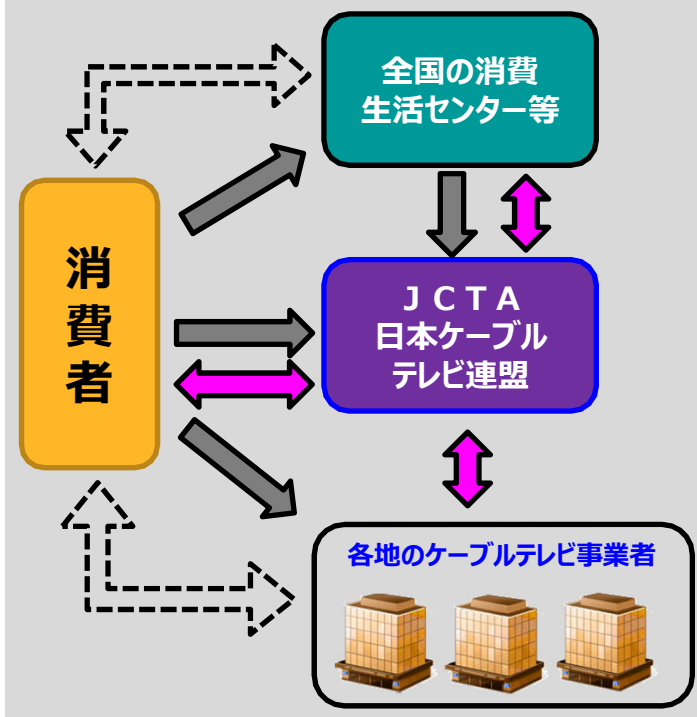 全国の消費
生活センター等
消費者
ＪＣＴＡ
日本ケーブル
テレビ連盟
各地のケーブルテレビ事業者